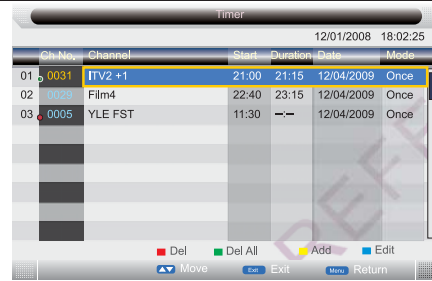 Timer
12/01/2008 18:02:25
Ch No. Channel Start Duration Date Mode
01 0031 ITV2 +1 21:00 21:15 12/04/2009 Once
02 0029 Film4 22:40 23:15 12/04/2009 Once
03 0005 YLE FST 11:30 --:-- 12/04/2009 Once
Del Del All Add Edit
Move Exit Exit Menu Return
REFE